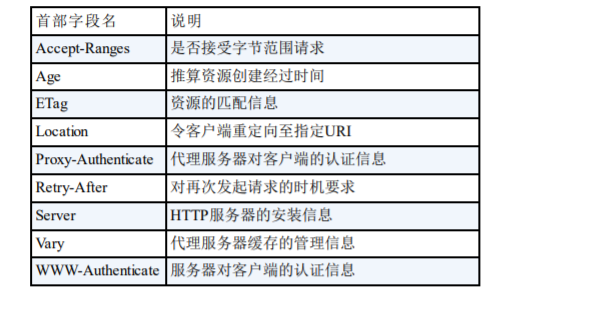 首部字段名 说明
Accept-Ranges 是否接受字节范围请求
Age 推算资源创建经过时间
ETag 资源的匹配信息
Location 令客户端重定向至指定URI
Proxy-Authenticate 代理服务器对客户端的认证信息
Retry-After 对再次发起请求的时机要求
Server HTTP服务器的安装信息
Vary 代理服务器缓存的管理信息
WWW-Authenticate 服务器对客户端的认证信息